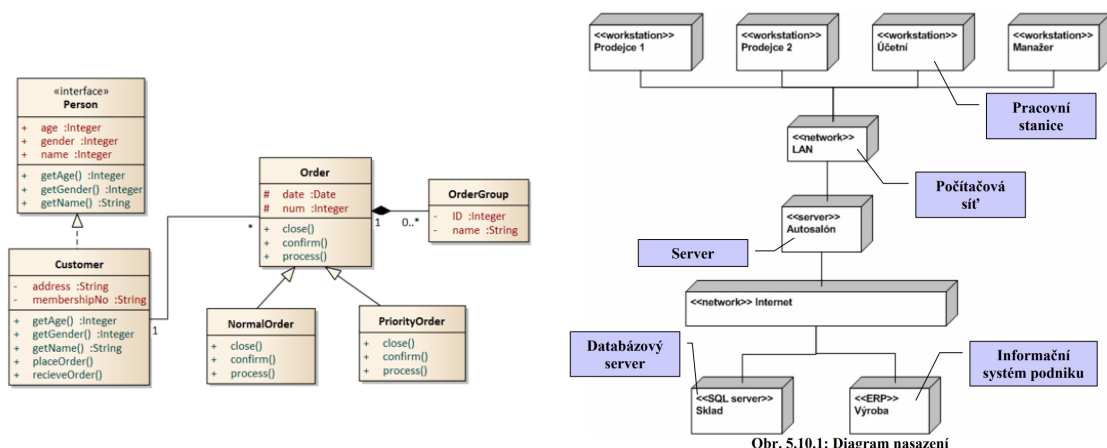 «interface»
Person
+ age :Integer
+ gender :Integer
+ name :Integer
+ getAge() :Integer
+ getGender() :Integer
+ getName() :String
Customer
- address :String
- membershipNo :String
+ getAge() :Integer
+ getGender() :Integer
+ getName() :String
+ placeOrder()
+ recieveOrder()
1
*
Order
# date :Date
# num :Integer
+ close()
+ confirm()
+ process()
1
0..*
OrderGroup
- ID :Integer
- name :String
NormalOrder
+ close()
+ confirm()
+ process()
PriorityOrder
+ close()
+ confirm()
+ process()
<<workstation>>
Prodejce 1
<<workstation>>
Prodejce 2
<<workstation>>
Účetní
<<workstation>>
Manažer
Pracovní
stanice
<<network>>
LAN
Počítačová
síť
<<server>>
Autosalón
Server
<<network>> Internet
Databázový
server
Informační
systém podniku
<<SQL server>>
Sklad
<<ERP>>
Výroba
Obr. 5.10.1: Diagram nasazení